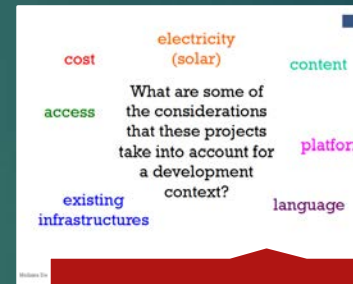 electricity
(solar)
cost
content
What are some of
the considerations
that these projects
take into account for
a development
context?
access
platfor
existing
infrastructures
language